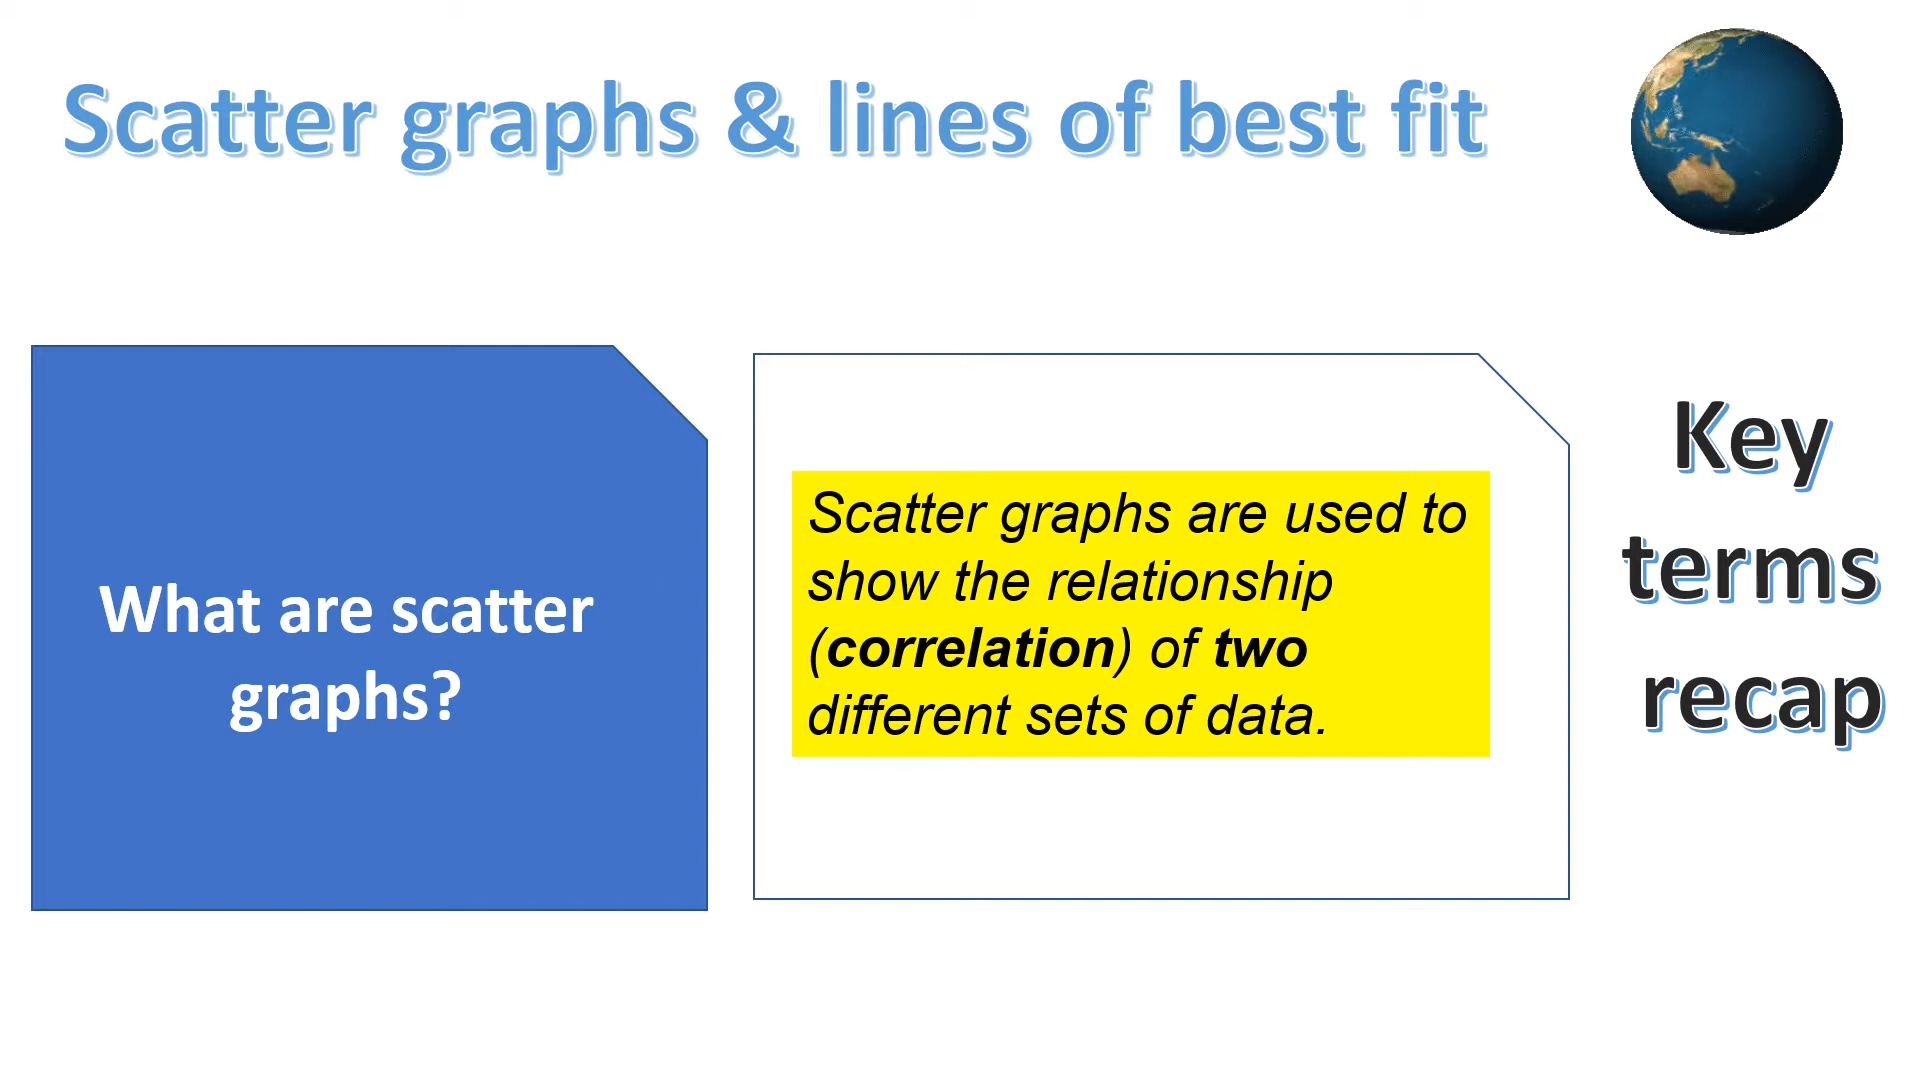 Scatter graphs & lines of best fit
What are scatter
graphs?
Scatter graphs are used to
show the relationship
(correlation) of two
different sets of data.
Key
terms
recap